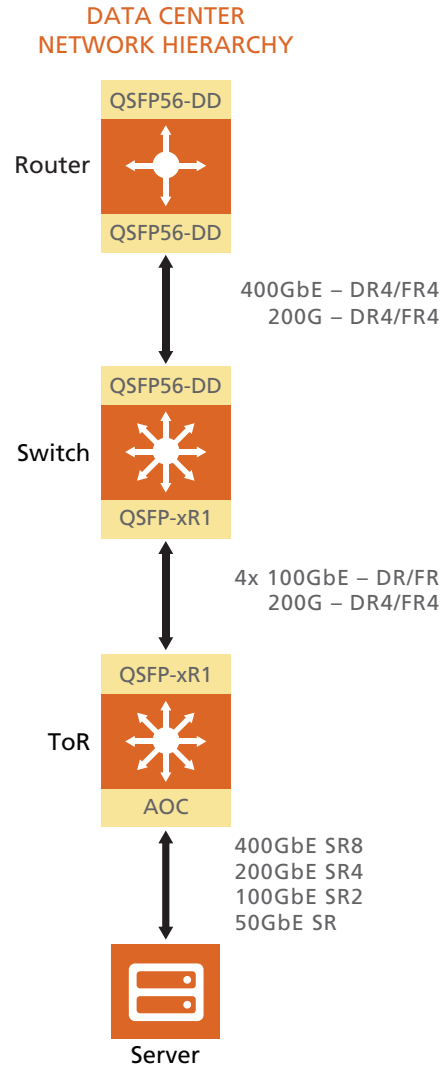 DATA CENTER
NETWORK HIERARCHY
QSFP56-DD
Router
QSFP56-DD
400GbE – DR4/FR4
200G – DR4/FR4
QSFP56-DD
Switch
QSFP-xR1
4x 100GbE – DR/FR
200G – DR4/FR4
QSFP-xR1
ToR
AOC
400GbE SR8
200GbE SR4
100GbE SR2
50GbE SR
Server